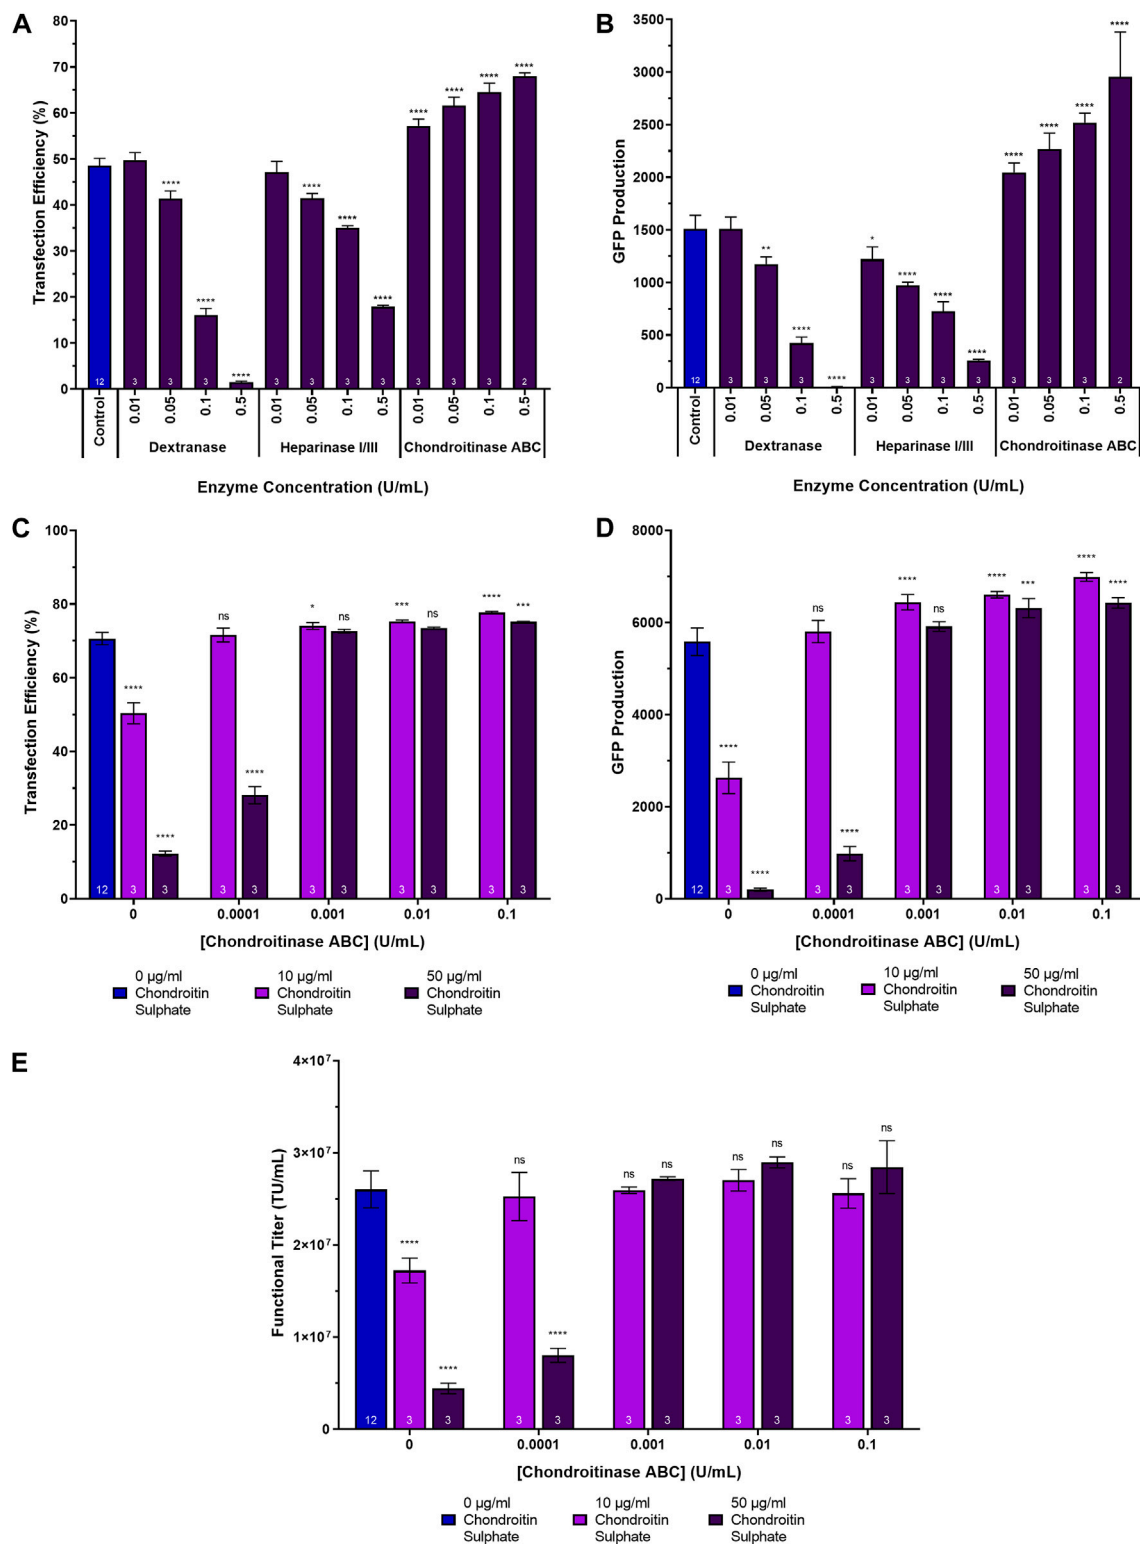 A
80
70
60
50
40
30
20
10
0
Transfection Efficiency (%)
****
****
****
****
****
****
****
****
****
****
12 3 3 3 3 3 3 3 3 3 3 3 2
Control 0.01 0.05 0.1 0.5 0.01 0.05 0.1 0.5 0.01 0.05 0.1 0.5
Dextranase Heparinase I/III Chondroitinase ABC
Enzyme Concentration (U/mL)
B
3500
3000
2500
2000
1500
1000
500
0
GFP Production
**
****
****
*
****
****
****
****
****
****
****
12 3 3 3 3 3 3 3 3 3 3 3 2
Control 0.01 0.05 0.1 0.5 0.01 0.05 0.1 0.5 0.01 0.05 0.1 0.5
Dextranase Heparinase I/III Chondroitinase ABC
Enzyme Concentration (U/mL)
C
100
80
60
40
20
0
Transfection Efficiency (%)
****
****
ns
****
*
ns
***
ns
****
***
12 3 3 3 3 3 3 3 3 3 3
0 0.0001 0.001 0.01 0.1
[Chondroitinase ABC] (U/mL)
0 µg/ml 10 µg/ml 50 µg/ml
Chondroitin Chondroitin Chondroitin
Sulphate Sulphate Sulphate
D
8000
6000
4000
2000
0
GFP Production
****
****
ns
****
****
ns
****
***
****
****
12 3 3 3 3 3 3 3 3 3 3
0 0.0001 0.001 0.01 0.1
[Chondroitinase ABC] (U/mL)
0 µg/ml 10 µg/ml 50 µg/ml
Chondroitin Chondroitin Chondroitin
Sulphate Sulphate Sulphate
E
4×10⁷
3×10⁷
2×10⁷
1×10⁷
0
Functional Titer (TU/mL)
****
****
ns
****
ns
ns
ns
ns
ns
ns
12 3 3 3 3 3 3 3 3 3 3
0 0.0001 0.001 0.01 0.1
[Chondroitinase ABC] (U/mL)
0 µg/ml 10 µg/ml 50 µg/ml
Chondroitin Chondroitin Chondroitin
Sulphate Sulphate Sulphate